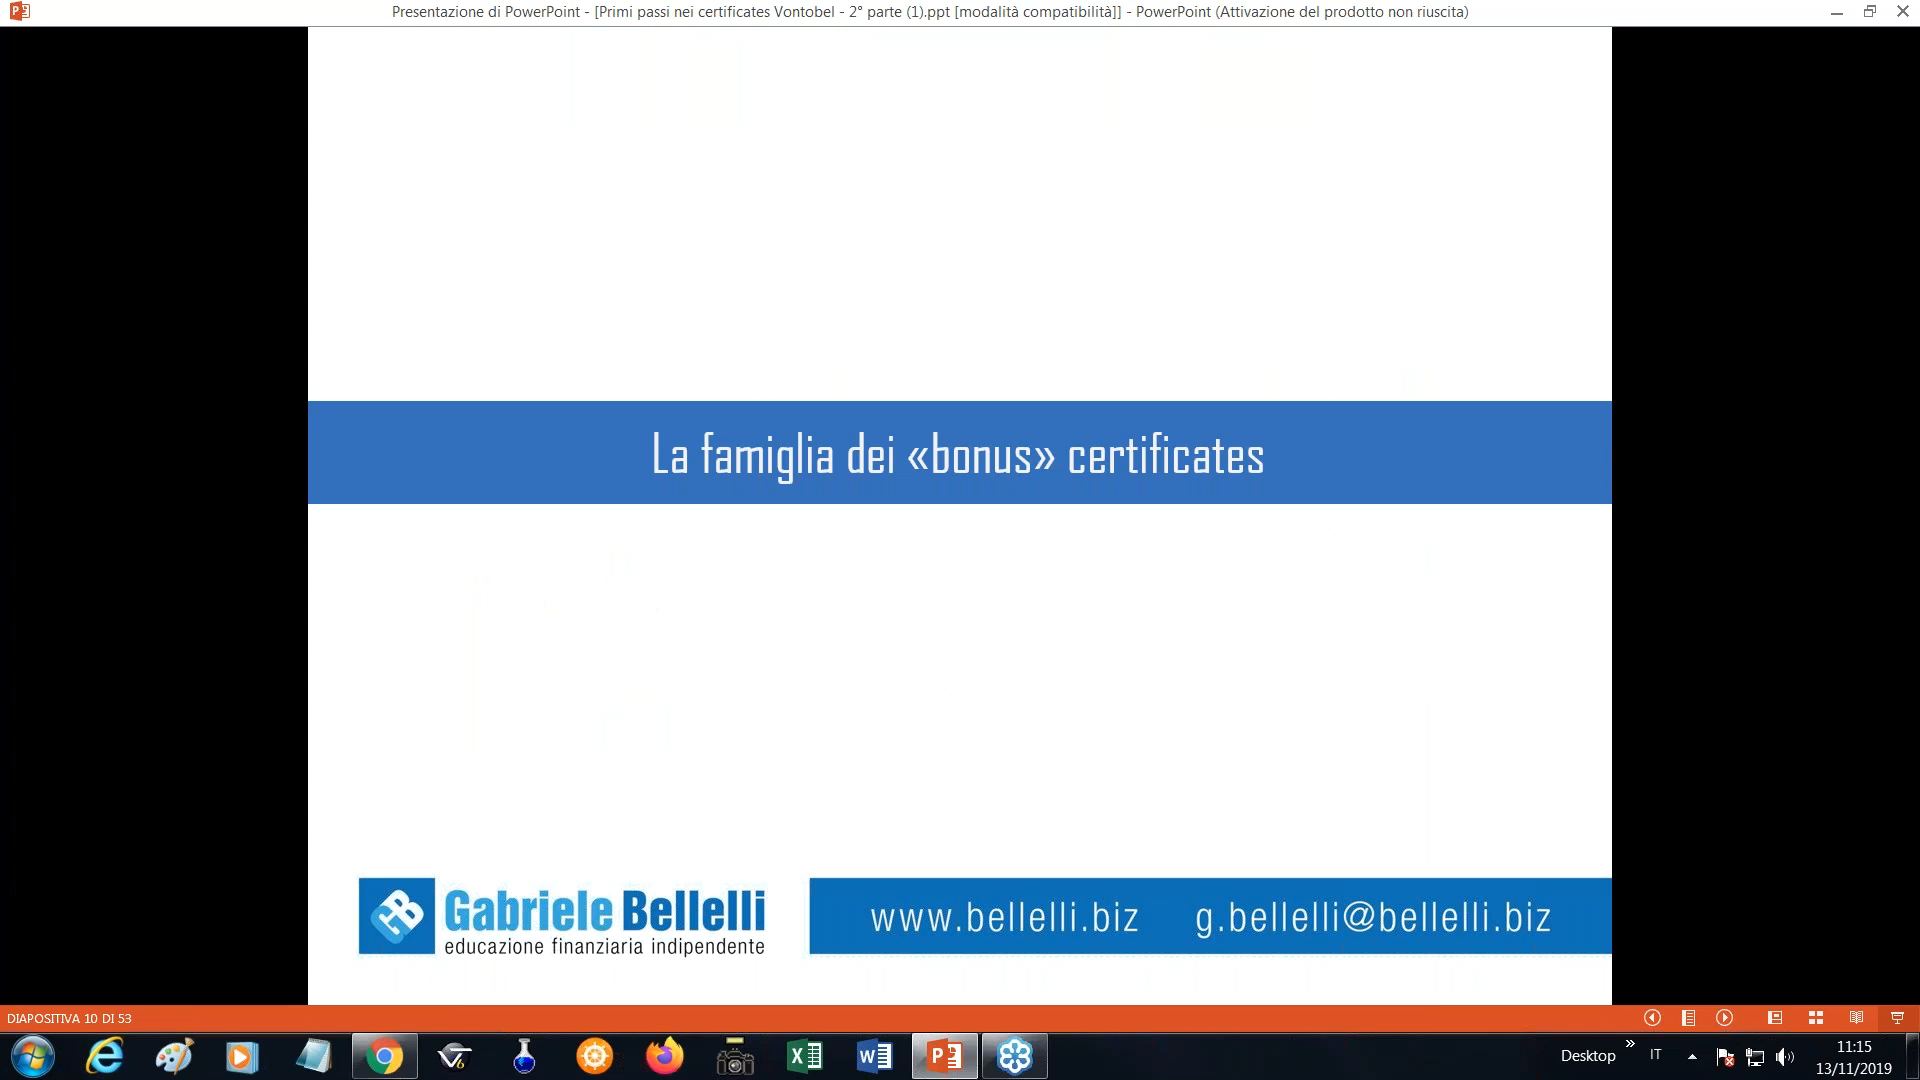 Presentazione di PowerPoint - [Primi passi nei certificates Vontobel - 2° parte (1).ppt [modalità compatibilità]] - PowerPoint (Attivazione del prodotto non riuscita)
La famiglia dei «bonus» certificates
Gabriele Bellelli
educazione finanziaria indipendente
www.bellelli.biz g.bellelli@bellelli.biz
DIAPOSITIVA 10 DI 53
Desktop
IT
11:15
13/11/2019